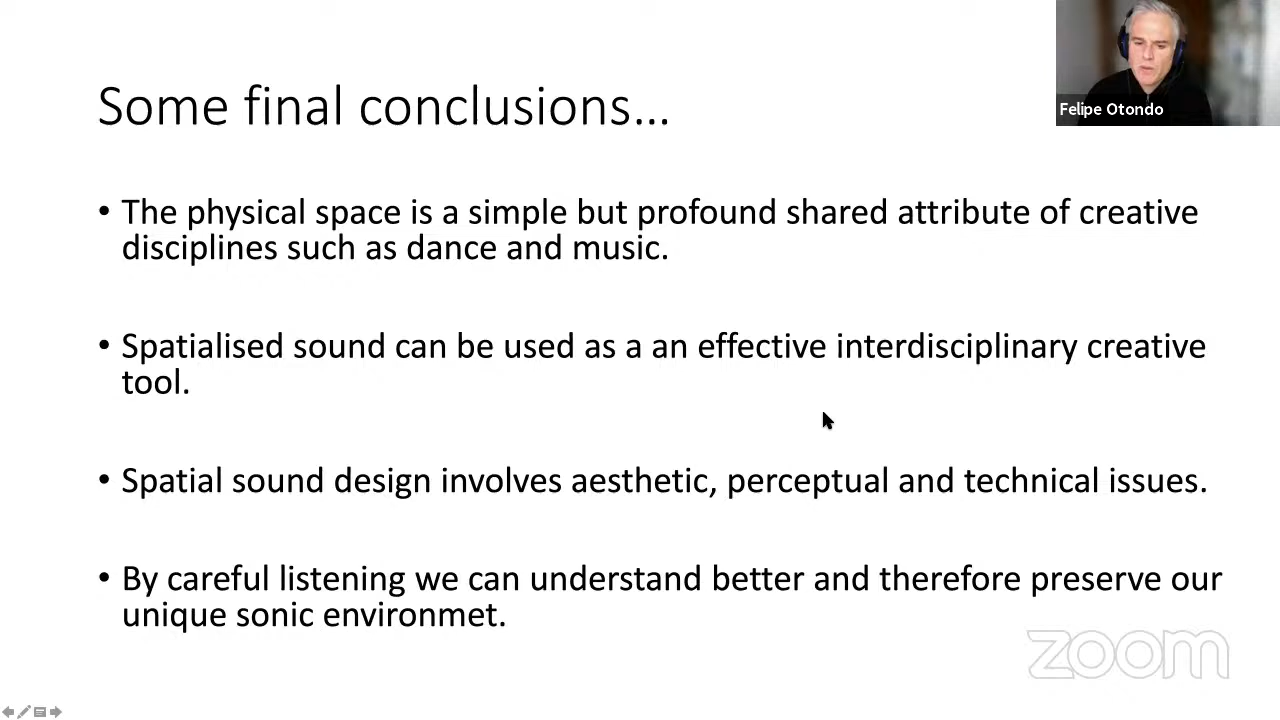 Some final conclusions...
Felipe Otondo
• The physical space is a simple but profound shared attribute of creative
disciplines such as dance and music.
• Spatialised sound can be used as a an effective interdisciplinary creative
tool.
• Spatial sound design involves aesthetic, perceptual and technical issues.
• By careful listening we can understand better and therefore preserve our
unique sonic environmet.
zoom